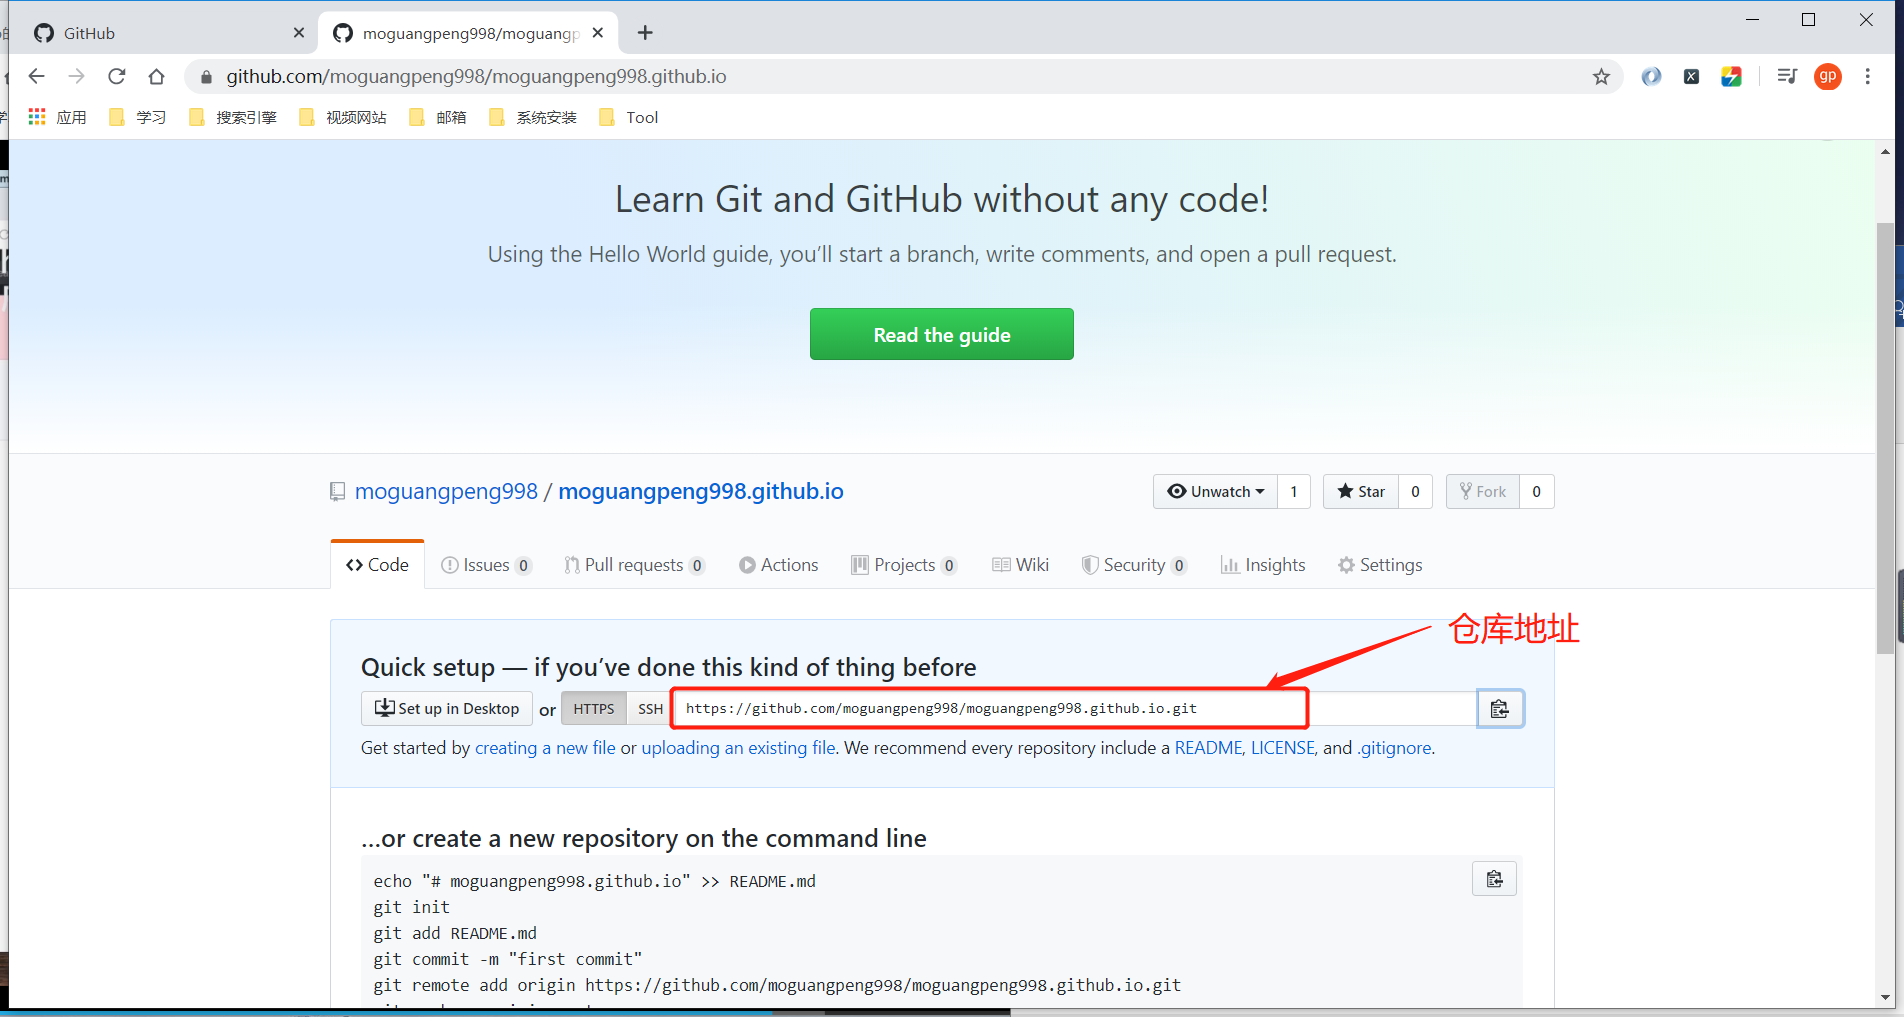 GitHub
moguangpeng998/moguangp
github.com/moguangpeng998/moguangpeng998.github.io
gp
应用 学习 搜索引擎 视频网站 邮箱 系统安装 Tool
Learn Git and GitHub without any code!
Using the Hello World guide, you’ll start a branch, write comments, and open a pull request.
Read the guide
moguangpeng998 / moguangpeng998.github.io
Unwatch 1 Star 0 Fork 0
Code Issues 0 Pull requests 0 Actions Projects 0 Wiki Security 0 Insights Settings
仓库地址
Quick setup — if you’ve done this kind of thing before
Set up in Desktop or HTTPS SSH https://github.com/moguangpeng998/moguangpeng998.github.io.git
Get started by creating a new file or uploading an existing file. We recommend every repository include a README, LICENSE, and .gitignore.
…or create a new repository on the command line
echo "# moguangpeng998.github.io" >> README.md
git init
git add README.md
git commit -m "first commit"
git remote add origin https://github.com/moguangpeng998/moguangpeng998.github.io.git